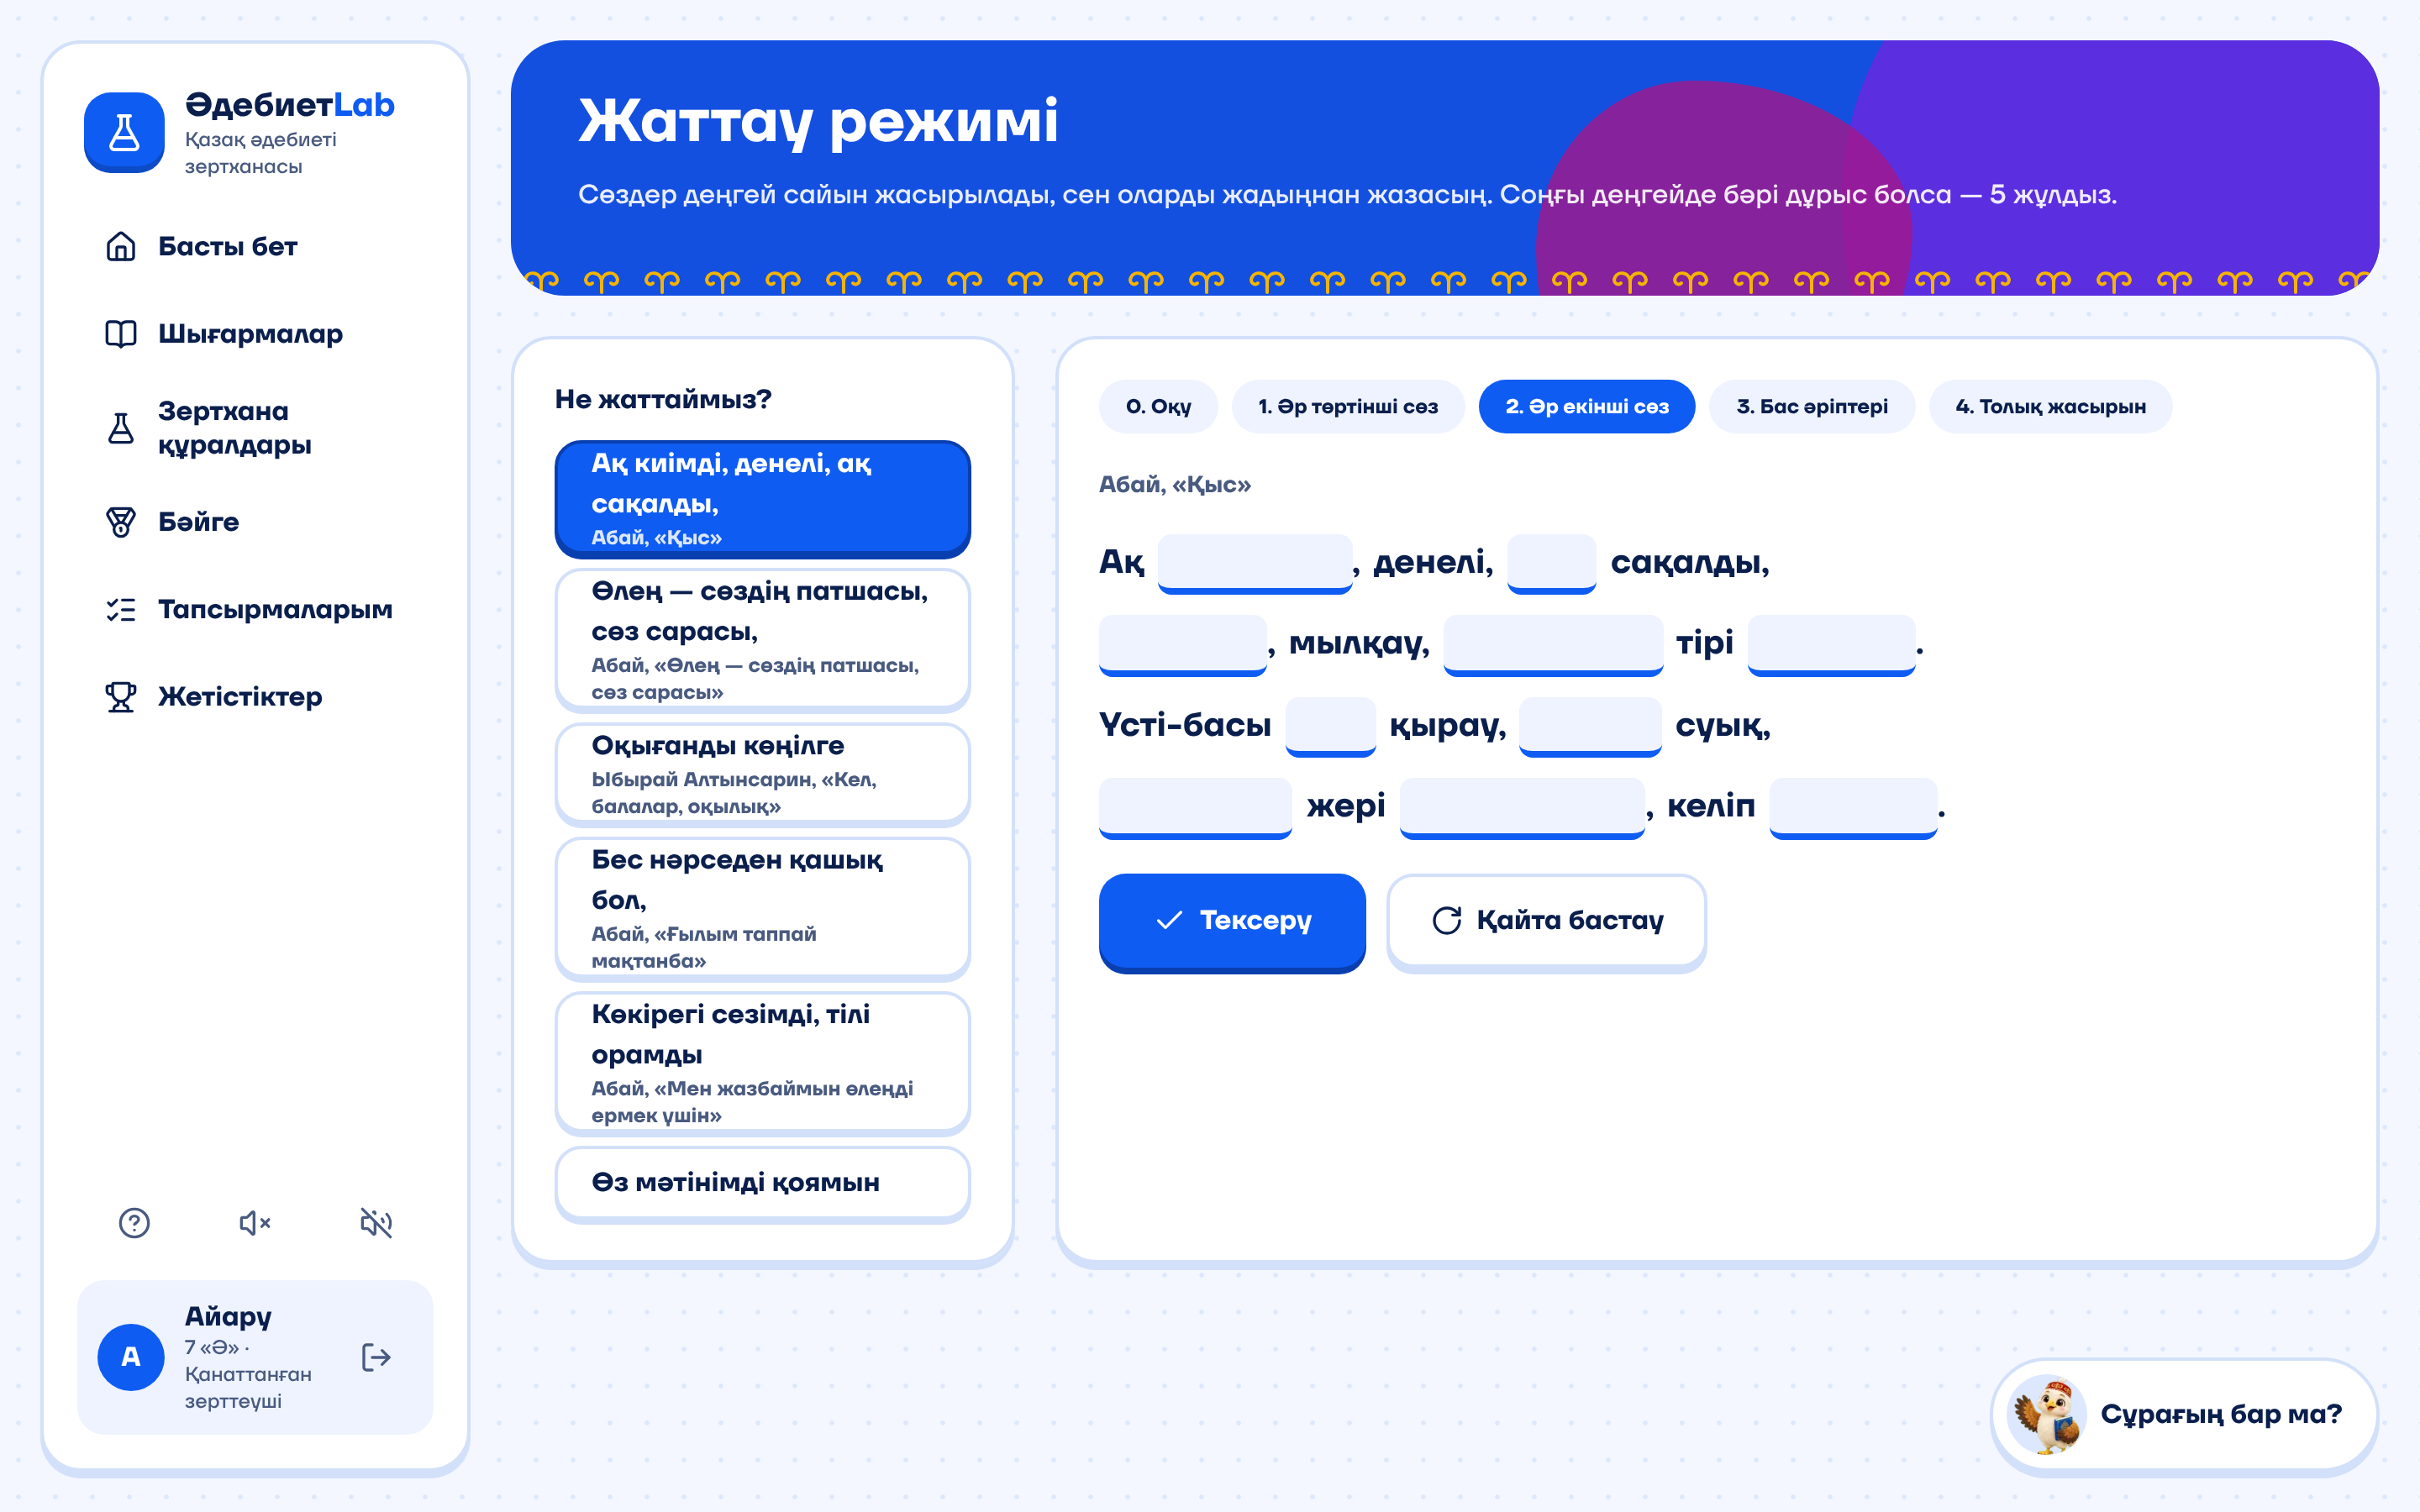 ӘдебиетLab
Қазақ әдебиеті
зертханасы
Басты бет
Шығармалар
Зертхана
құралдары
Бәйге
Тапсырмаларым
Жетістіктер
Айару
7 «Ә» ·
Қанаттанған
зерттеуші
A
Жаттау режимі
Сөздер деңгей сайын жасырылады, сен оларды жадыңнан жазасың. Соңғы деңгейде бәрі дұрыс болса — 5 жұлдыз.
Не жаттаймыз?
Ақ киімді, денелі, ақ
сақалды,
Абай, «Қыс»
Өлең — сөздің патшасы,
сөз сарасы,
Абай, «Өлең — сөздің патшасы,
сөз сарасы»
Оқығанды көңілге
Ыбырай Алтынсарин, «Кел,
балалар, оқылық»
Бес нәрседен қашық
бол,
Абай, «Ғылым таппай
мақтанба»
Көкірегі сезімді, тілі
орамды
Абай, «Мен жазбаймын өлеңді
ермек үшін»
Өз мәтінімді қоямын
0. Оқу
1. Әр төртінші сөз
2. Әр екінші сөз
3. Бас әріптері
4. Толық жасырын
Абай, «Қыс»
Ақ , денелі, сақалды,
, мылқау, тірі .
Үсті-басы қырау, суық,
жері , келіп .
Тексеру
Қайта бастау
Сұрағың бар ма?